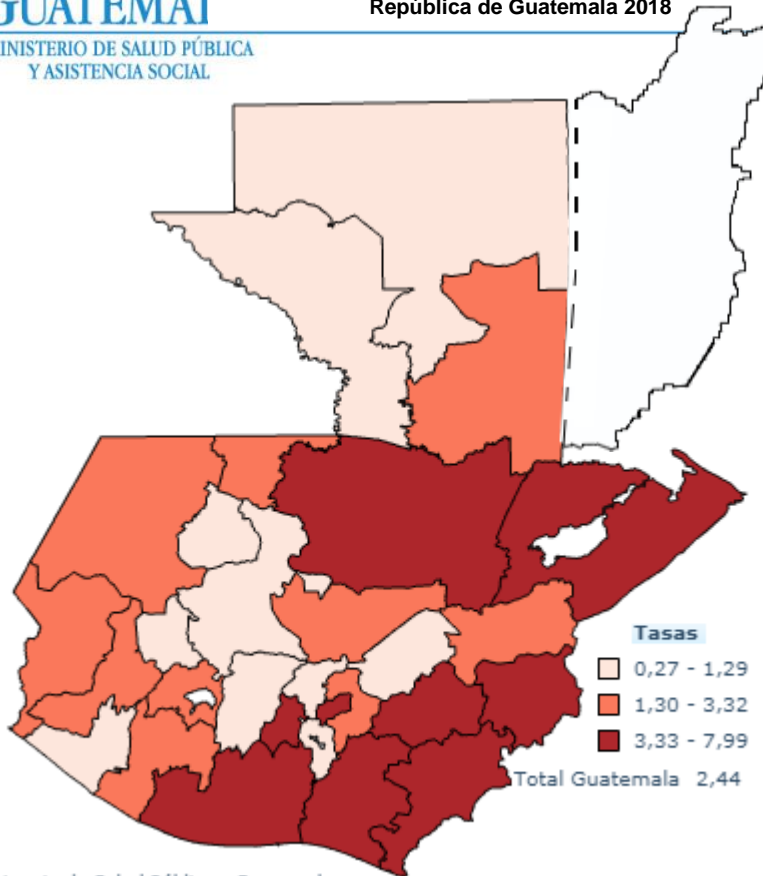 República de Guatemala 2018
GUATEMAL
INISTERIO DE SALUD PÚBLICA
Y ASISTENCIA SOCIAL
Tasas
0,27 - 1,29
1,30 - 3,32
3,33 - 7,99
Total Guatemala 2,44